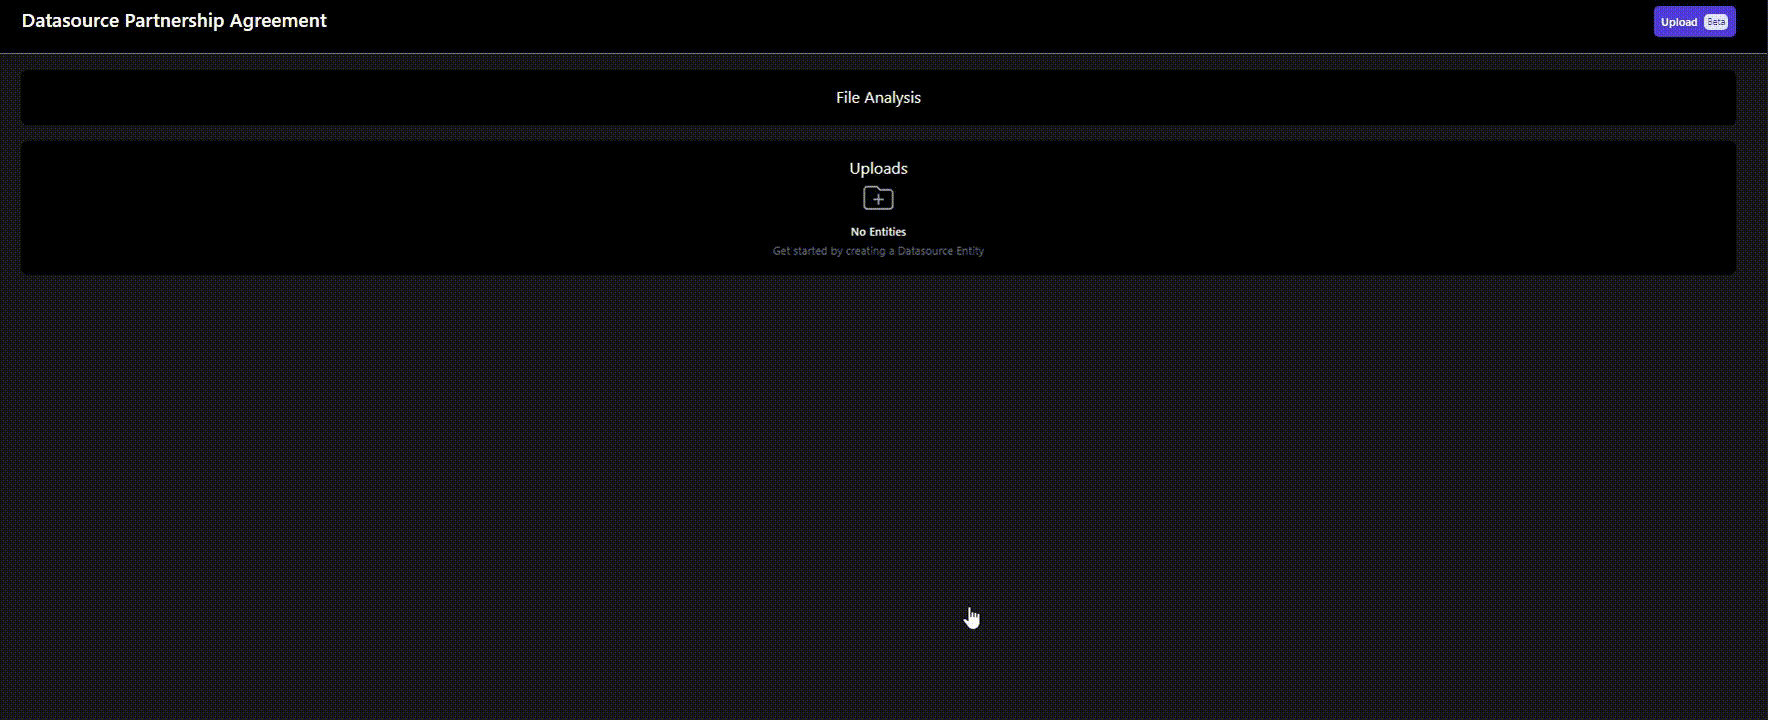 Datasource Partnership Agreement
Upload Beta
File Analysis
Uploads
No Entities
Get started by creating a Datasource Entity